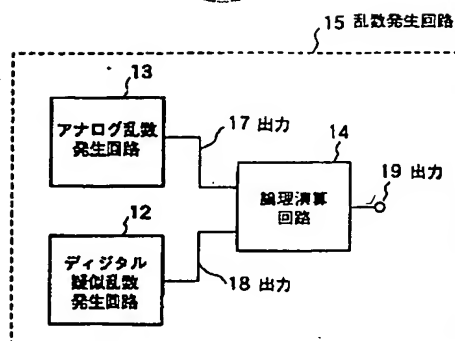 15 乱数発生回路
13
アナログ乱数
発生回路
17 出力
14
論理演算
回路
19 出力
12
ディジタル
疑似乱数
発生回路
18 出力